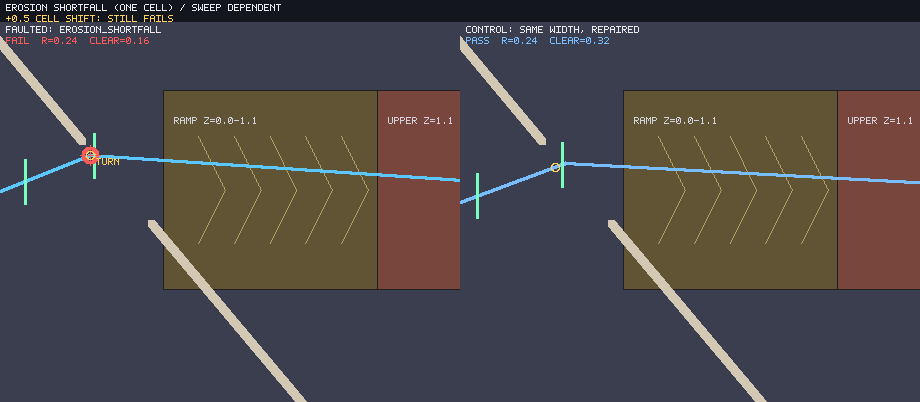 EROSION SHORTFALL (ONE CELL) / SWEEP DEPENDENT
+0.5 CELL SHIFT: STILL FAILS
FAULTED: EROSION_SHORTFALL
FAIL R=0.24 CLEAR=0.16
CONTROL: SAME WIDTH, REPAIRED
PASS R=0.24 CLEAR=0.32
RAMP Z=0.0-1.1
UPPER Z=1.1
TURN
RAMP Z=0.0-1.1
UPPER Z=1.1